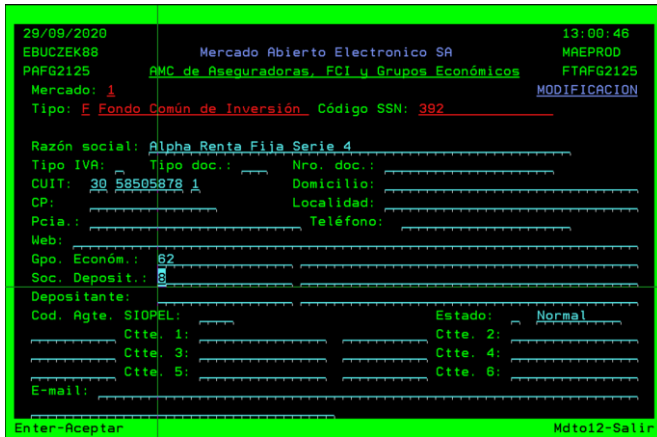 29/09/2020 13:00:46
EBUCZEK88 Mercado Abierto Electronico SA MAEPROD
PAFG2125 AMC de Aseguradoras, FCI y Grupos Económicos FTAFG2125
Mercado: 1 MODIFICACION
Tipo: F Fondo Común de Inversión Código SSN: 392
Razón social: Alpha Renta Fija Serie 4
Tipo IVA: Tipo doc.: Nro. doc.:
CUIT: 30 58505878 1 Domicilio:
CP: Localidad:
Pcia.: Teléfono:
Web:
Gpo. Económ.: 62
Soc. Deposit.: 8
Depositante:
Cod. Agte. SIOPEL: Estado: Normal
Ctte. 1: Ctte. 2:
Ctte. 3: Ctte. 4:
Ctte. 5: Ctte. 6:
E-mail:
Enter-Aceptar Mdto12-Salir